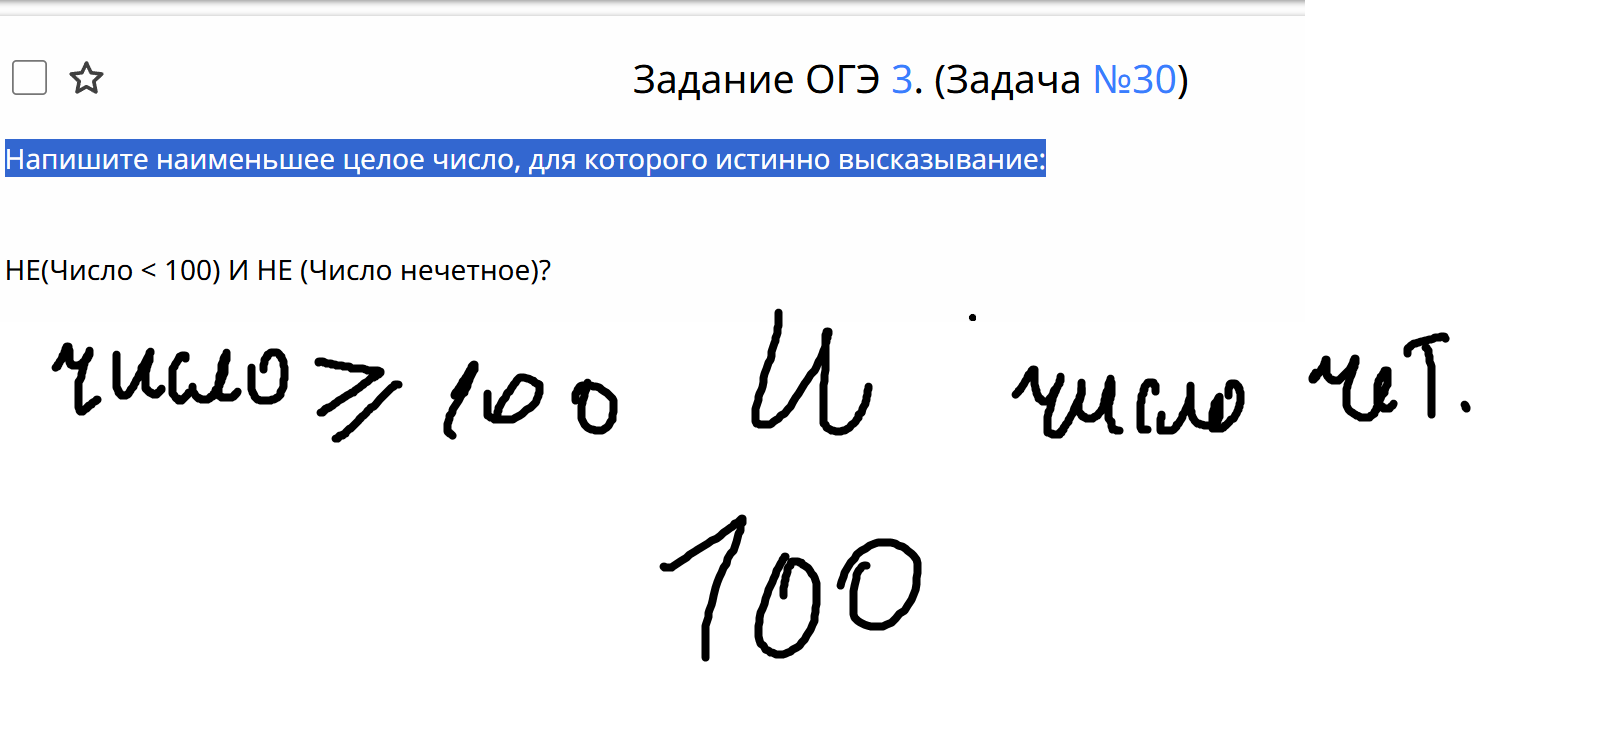 Задание ОГЭ 3. (Задача №30)
Напишите наименьшее целое число, для которого истинно высказывание:
НЕ(Число < 100) И НЕ (Число нечетное)?
число ⩾ 100 И число чет.
100